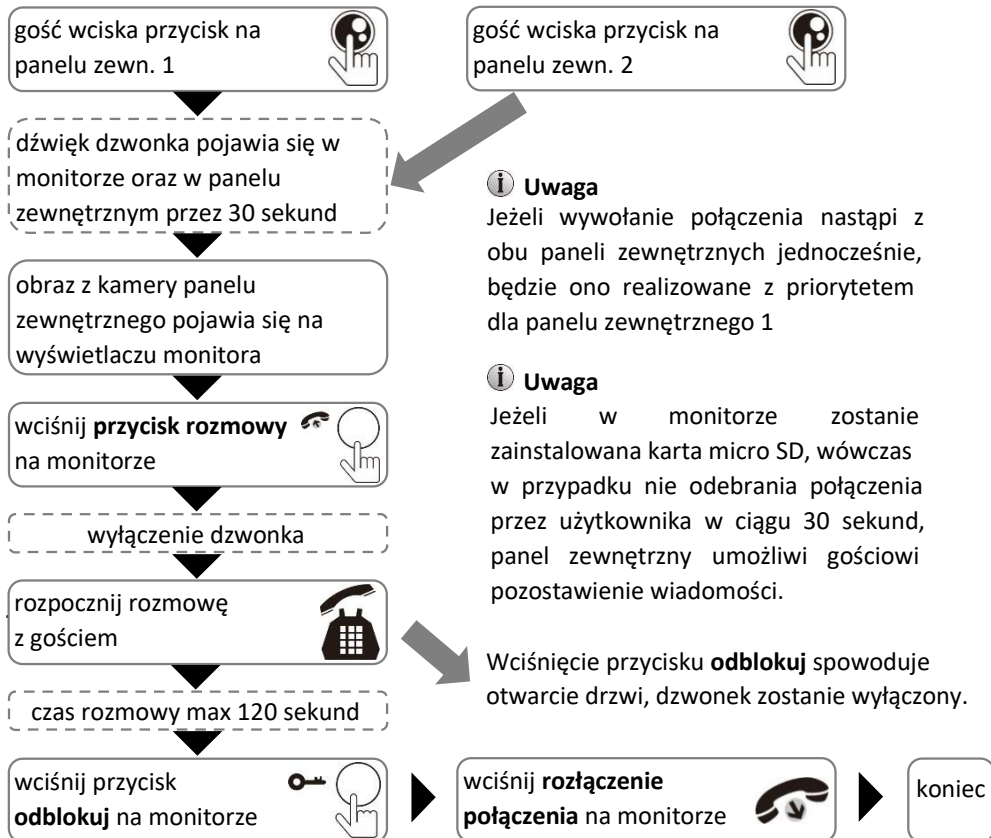 gość wciska przycisk na
panelu zewn. 1
gość wciska przycisk na
panelu zewn. 2
dźwięk dzwonka pojawia się w
monitorze oraz w panelu
zewnętrznym przez 30 sekund
obraz z kamery panelu
zewnętrznego pojawia się na
wyświetlaczu monitora
wciśnij przycisk rozmowy
na monitorze
wyłączenie dzwonka
rozpocznij rozmowę
z gościem
czas rozmowy max 120 sekund
wciśnij przycisk
odblokuj na monitorze
wciśnij rozłączenie
połączenia na monitorze
koniec
i Uwaga
Jeżeli wywołanie połączenia nastąpi z
obu paneli zewnętrznych jednocześnie,
będzie ono realizowane z priorytetem
dla panelu zewnętrznego 1
i Uwaga
Jeżeli w monitorze zostanie
zainstalowana karta micro SD, wówczas
w przypadku nie odebrania połączenia
przez użytkownika w ciągu 30 sekund,
panel zewnętrzny umożliwi gościowi
pozostawienie wiadomości.
Wciśnięcie przycisku odblokuj spowoduje
otwarcie drzwi, dzwonek zostanie wyłączony.